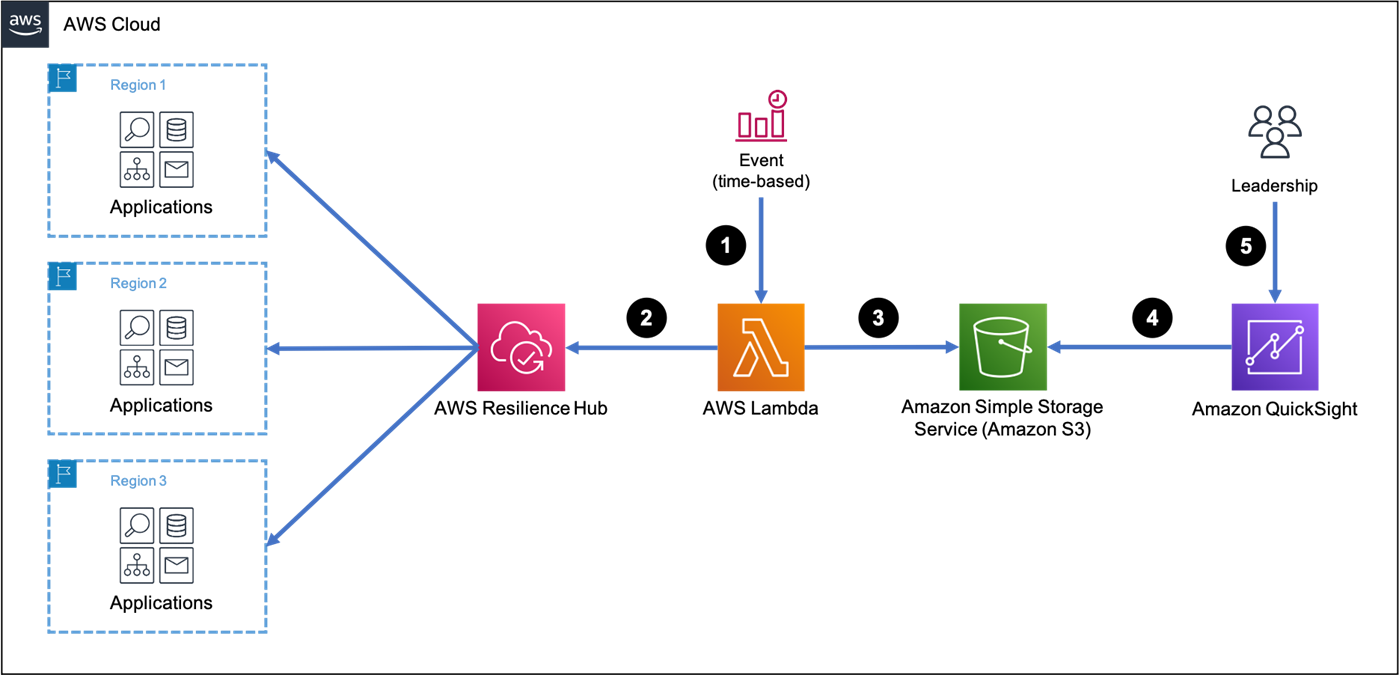 aws
AWS Cloud
Region 1
Applications
Region 2
Applications
Region 3
Applications
Event
(time-based)
Leadership
1
5
2
3
4
AWS Resilience Hub
AWS Lambda
Amazon Simple Storage
Service (Amazon S3)
Amazon QuickSight